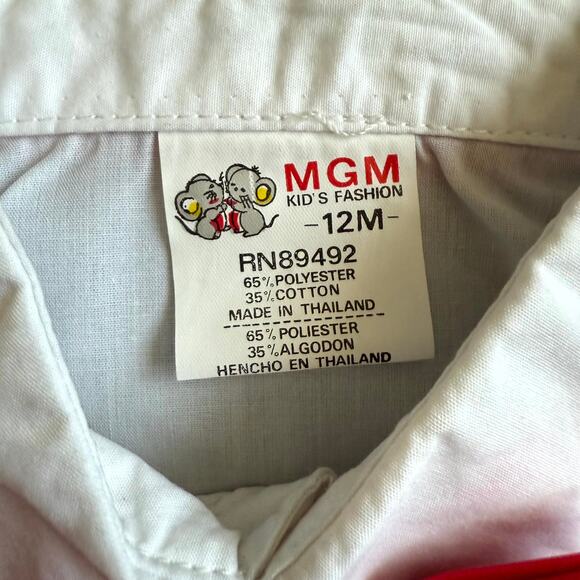 MGM
KID'S FASHION
-12M-
RN89492
65% POLYESTER
35% COTTON
MADE IN THAILAND
65% POLIESTER
35% ALGODON
HENCHO EN THAILAND